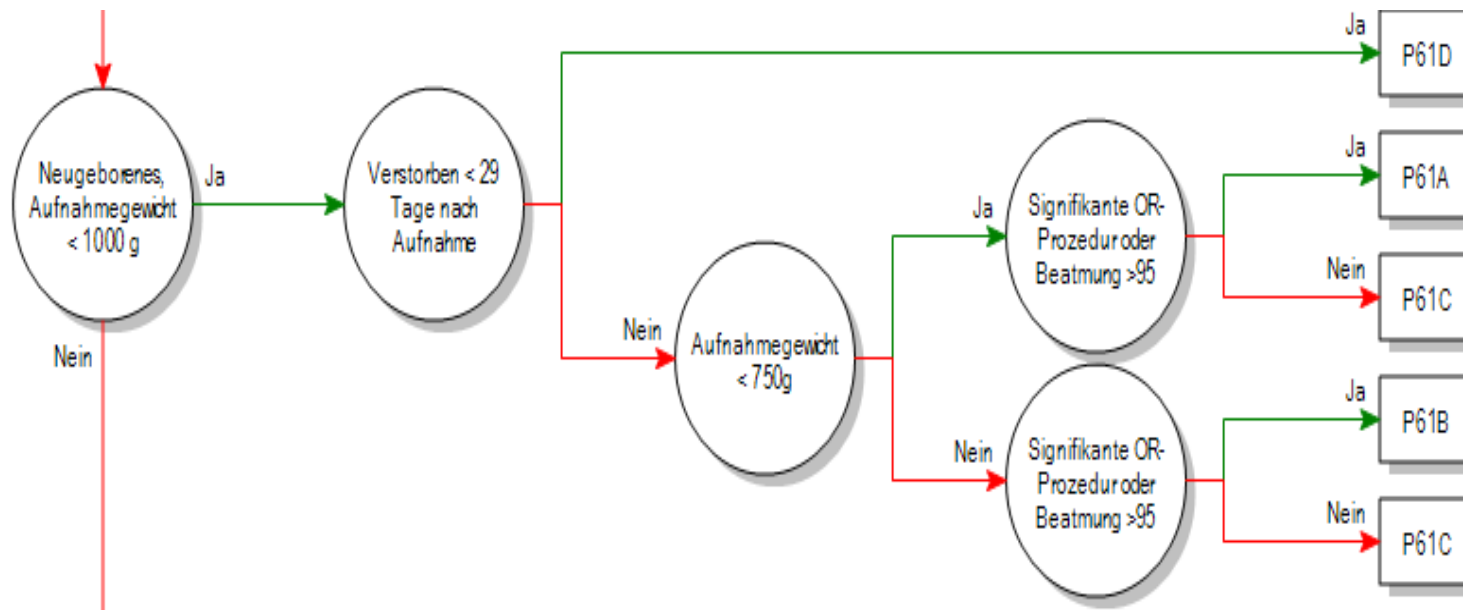 Ja
P61D
Neugeborenes,
Aufnahmegewicht
< 1000 g
Ja
Verstorben < 29
Tage nach
Aufnahme
Ja
P61A
Ja
Signifikante OR-
Prozedur oder
Beatmung >95
Nein
P61C
Nein
Nein
Aufnahmegewicht
< 750g
Ja
P61B
Nein
Signifikante OR-
Prozedur oder
Beatmung >95
Nein
P61C